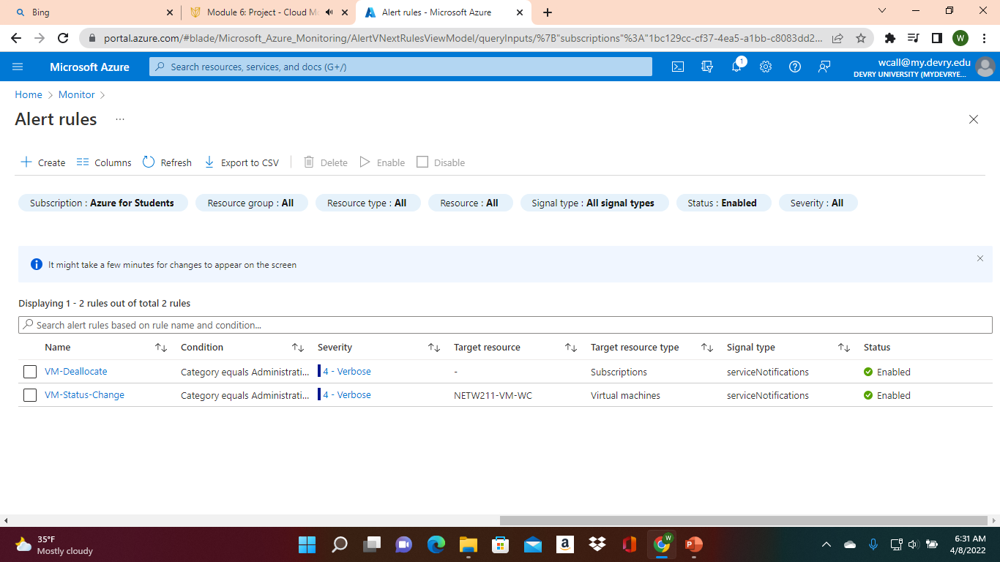 Bing
Module 6: Project - Cloud Mo
Alert rules - Microsoft Azure
portal.azure.com/#blade/Microsoft_Azure_Monitoring/AlertVNextRulesViewModel/queryInputs/%7B"subscriptions"%3A"1bc129cc-cf37-4ea5-a1bb-c8083dd2...
W
Microsoft Azure
Search resources, services, and docs (G+/)
1
wcall@my.devry.edu
DEVRY UNIVERSITY (MYDEVRYE...
Home > Monitor >
Alert rules ...
Create Columns Refresh Export to CSV Delete Enable Disable
Subscription : Azure for Students Resource group : All Resource type : All Resource : All Signal type : All signal types Status : Enabled Severity : All
It might take a few minutes for changes to appear on the screen
Displaying 1 - 2 rules out of total 2 rules
Search alert rules based on rule name and condition...
Name Condition Severity Target resource Target resource type Signal type Status
VM-Deallocate Category equals Administrati... 4 - Verbose - Subscriptions serviceNotifications Enabled
VM-Status-Change Category equals Administrati... 4 - Verbose NETW211-VM-WC Virtual machines serviceNotifications Enabled
35°F
Mostly cloudy
6:31 AM
4/8/2022